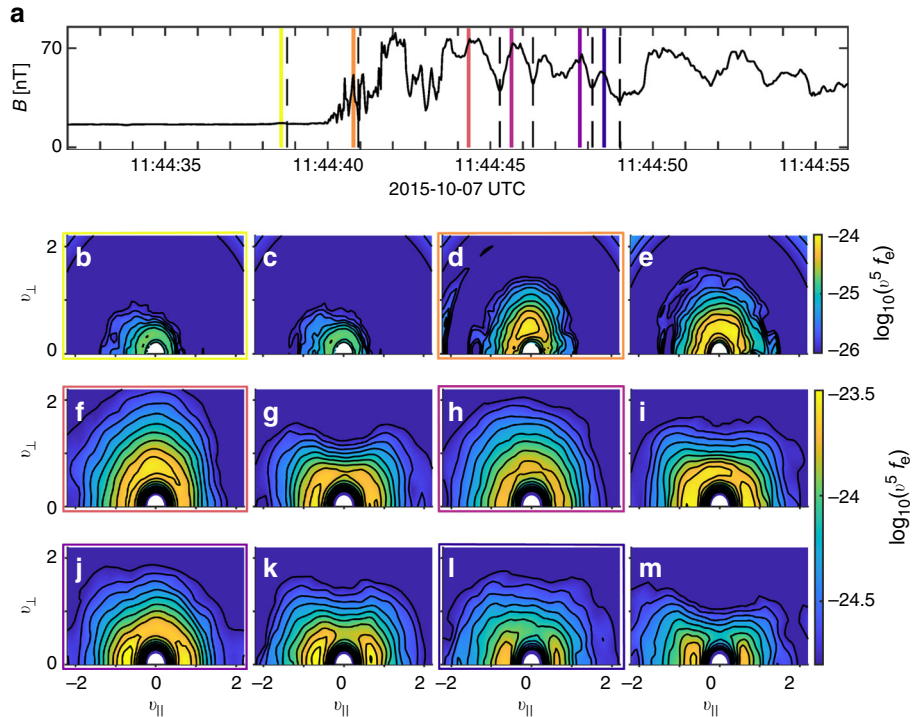 a
B [nT]
70
0
11:44:35
11:44:40
11:44:45
11:44:50
11:44:55
2015-10-07 UTC
b
c
d
e
υ⊥
2
0
−24
−25
−26
log10(υ⁵ fe)
f
g
h
i
υ⊥
2
0
j
k
l
m
υ⊥
2
0
−23.5
−24
−24.5
log10(υ⁵ fe)
−2 0 2
−2 0 2
−2 0 2
−2 0 2
υ||
υ||
υ||
υ||